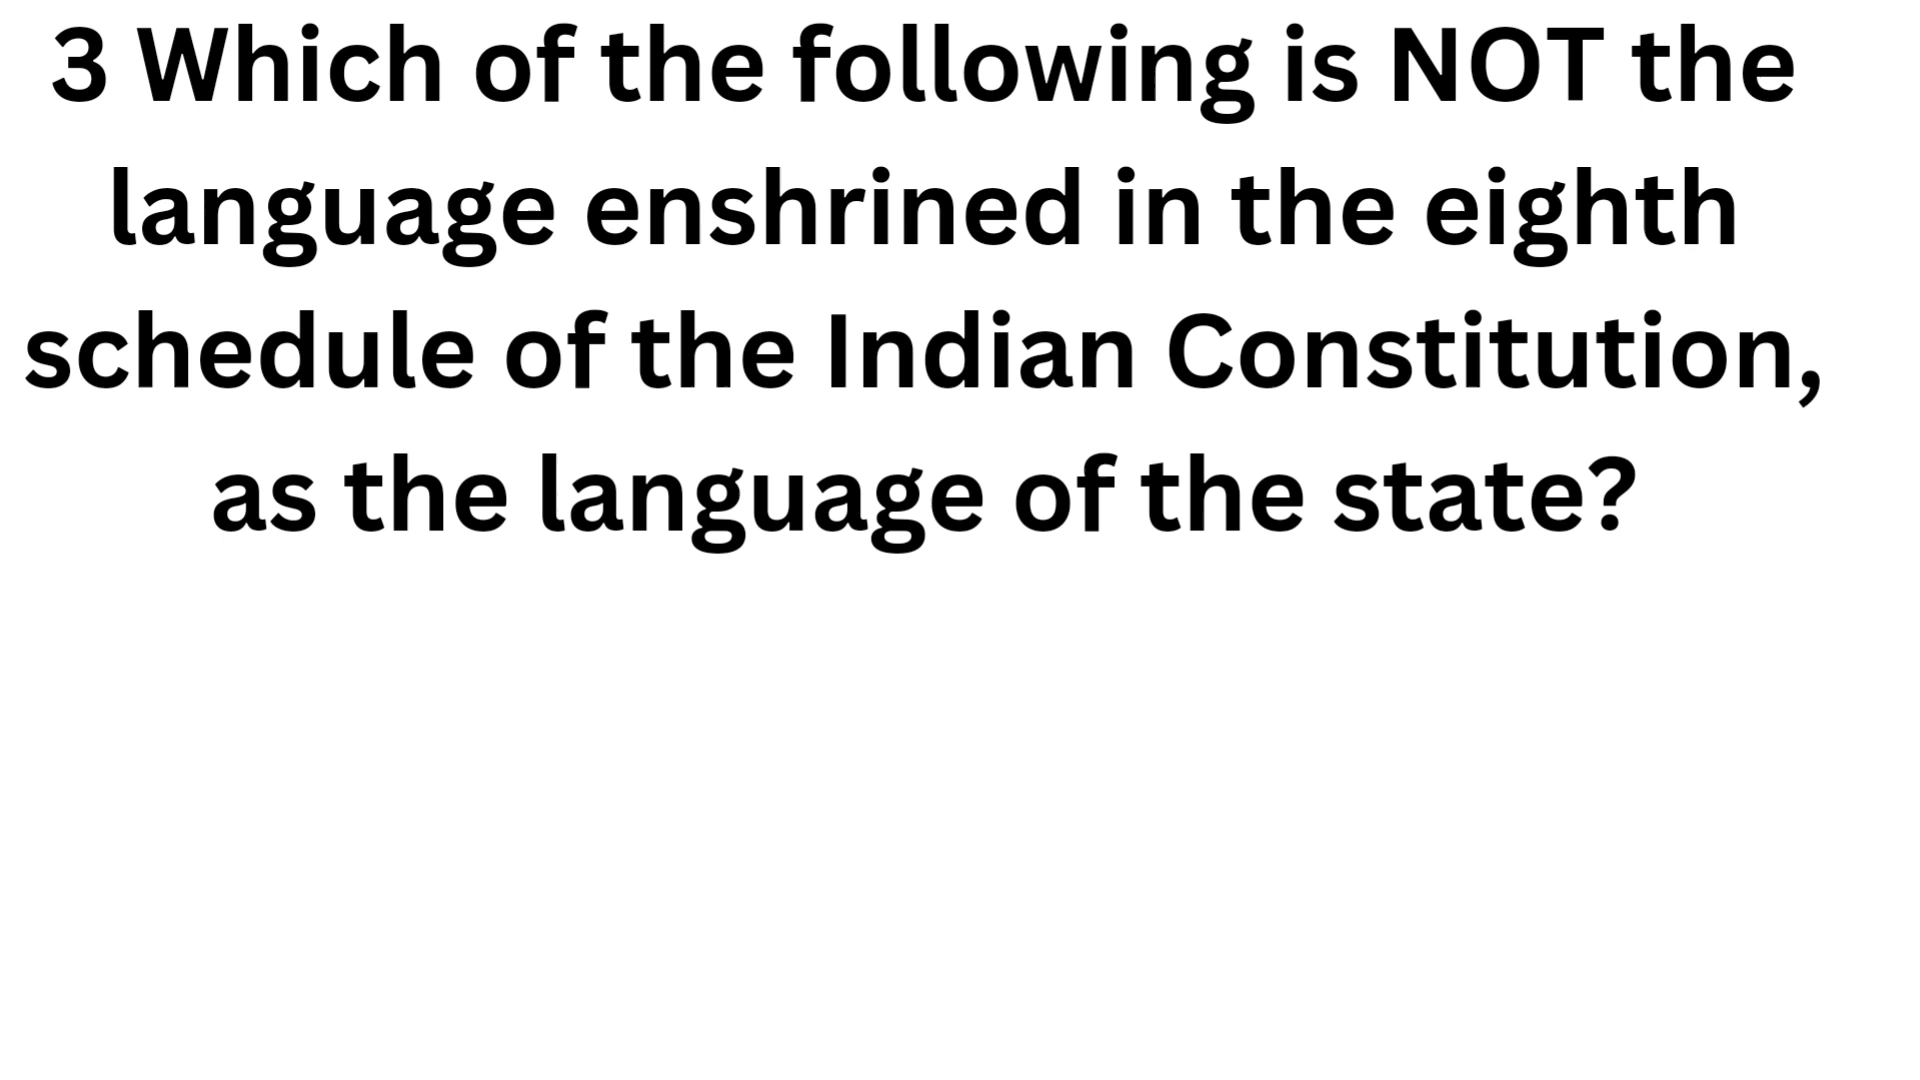 3 Which of the following is NOT the
language enshrined in the eighth
schedule of the Indian Constitution,
as the language of the state?